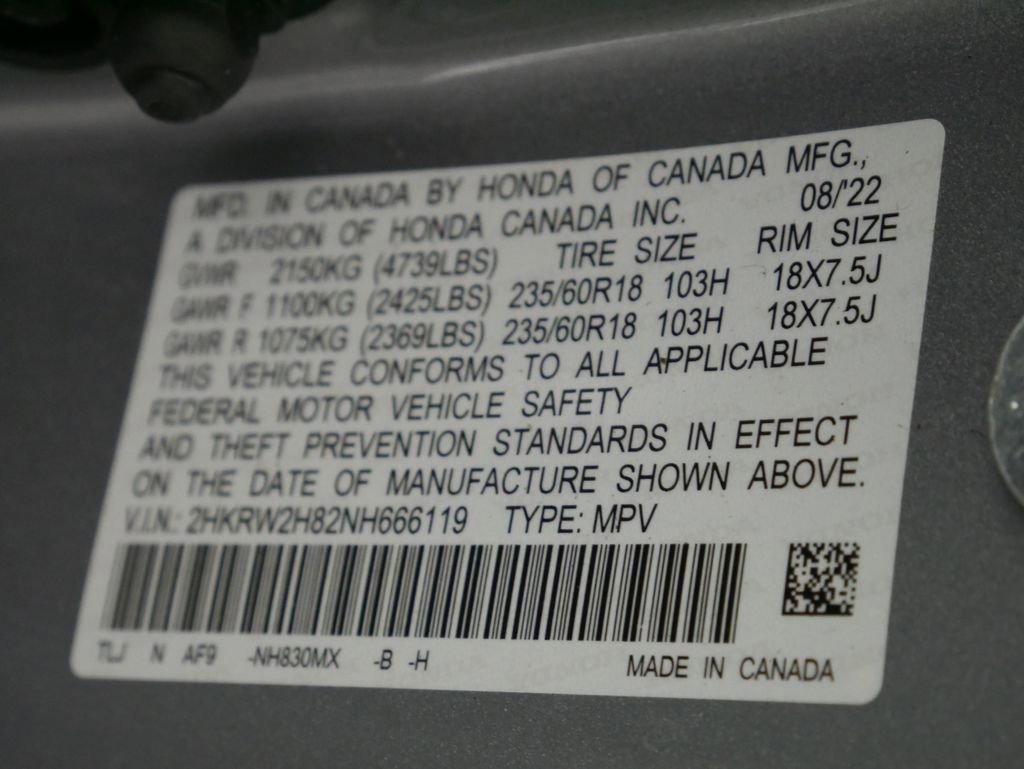 MFD. IN CANADA BY HONDA OF CANADA MFG.,
A DIVISION OF HONDA CANADA INC. 08/'22
GVWR 2150KG (4739LBS) TIRE SIZE RIM SIZE
GAWR F 1100KG (2425LBS) 235/60R18 103H 18X7.5J
GAWR R 1075KG (2369LBS) 235/60R18 103H 18X7.5J
THIS VEHICLE CONFORMS TO ALL APPLICABLE
FEDERAL MOTOR VEHICLE SAFETY
AND THEFT PREVENTION STANDARDS IN EFFECT
ON THE DATE OF MANUFACTURE SHOWN ABOVE.
V.I.N.: 2HKRW2H82NH666119 TYPE: MPV
TLJ N AF9 -NH830MX -B -H MADE IN CANADA